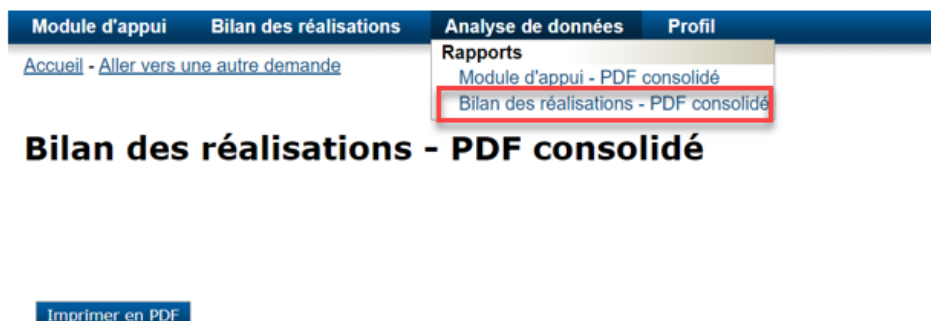 Module d'appui Bilan des réalisations Analyse de données Profil
Rapports
Accueil - Aller vers une autre demande
Module d'appui - PDF consolidé
Bilan des réalisations - PDF consolidé
Bilan des réalisations - PDF consolidé
Imprimer en PDF